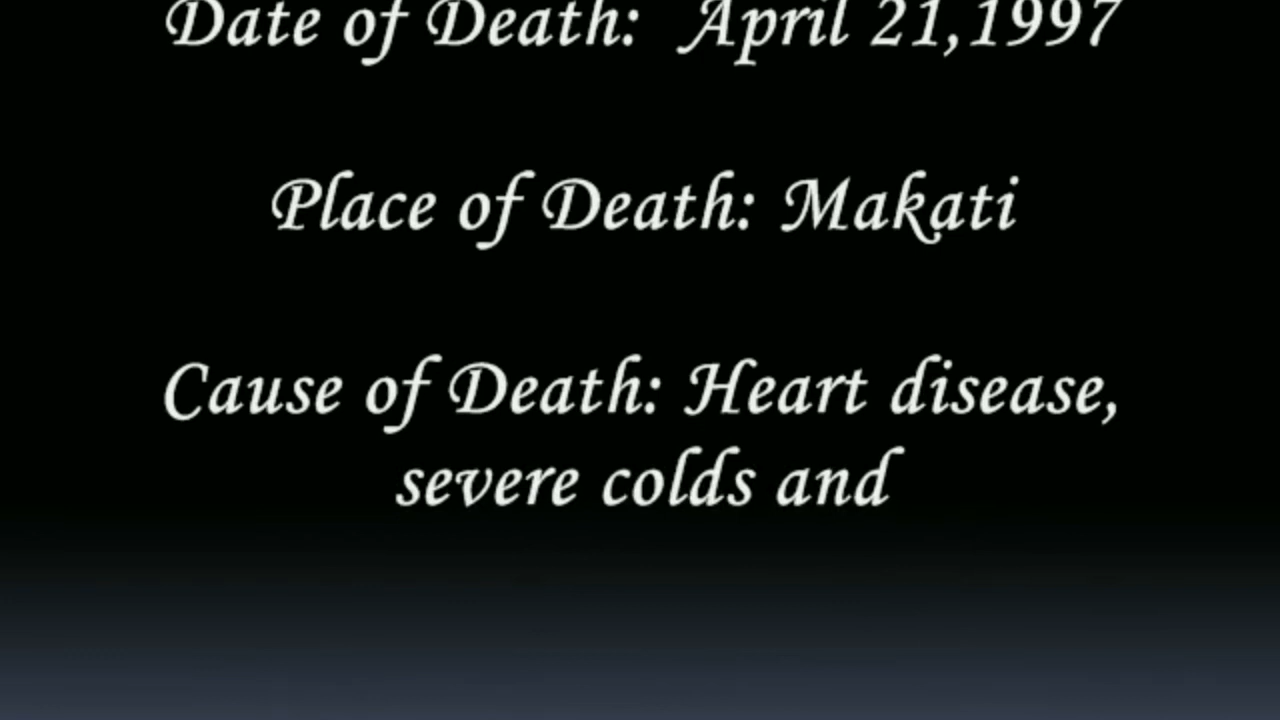 Date of Death: April 21,1997
Place of Death: Makati
Cause of Death: Heart disease,
severe colds and